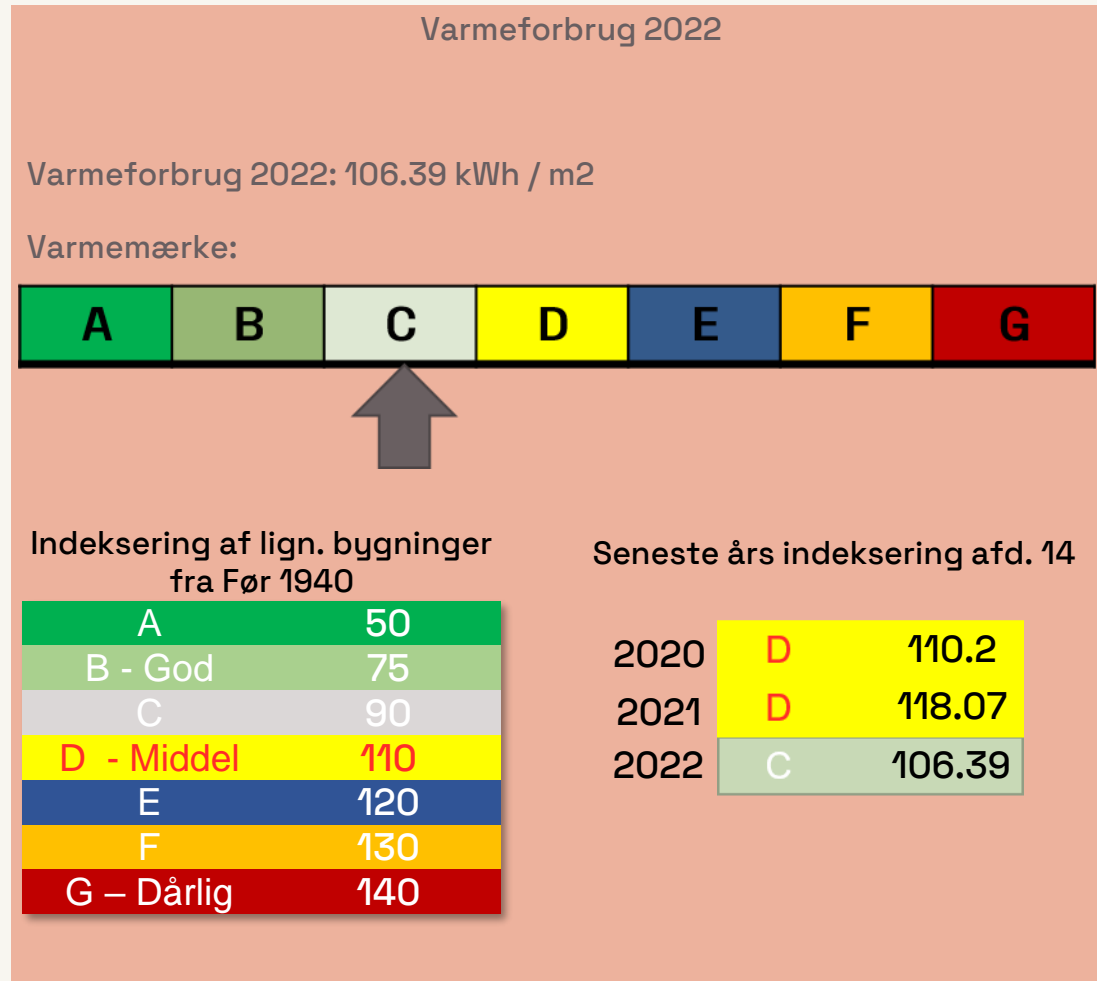 Varmeforbrug 2022
Varmeforbrug 2022: 106.39 kWh / m2
Varmemærke:
A B C D E F G
Indeksering af lign. bygninger
fra Før 1940
A 50
B - God 75
C 90
D - Middel 110
E 120
F 130
G – Dårlig 140
Seneste års indeksering afd. 14
2020 D 110.2
2021 D 118.07
2022 C 106.39